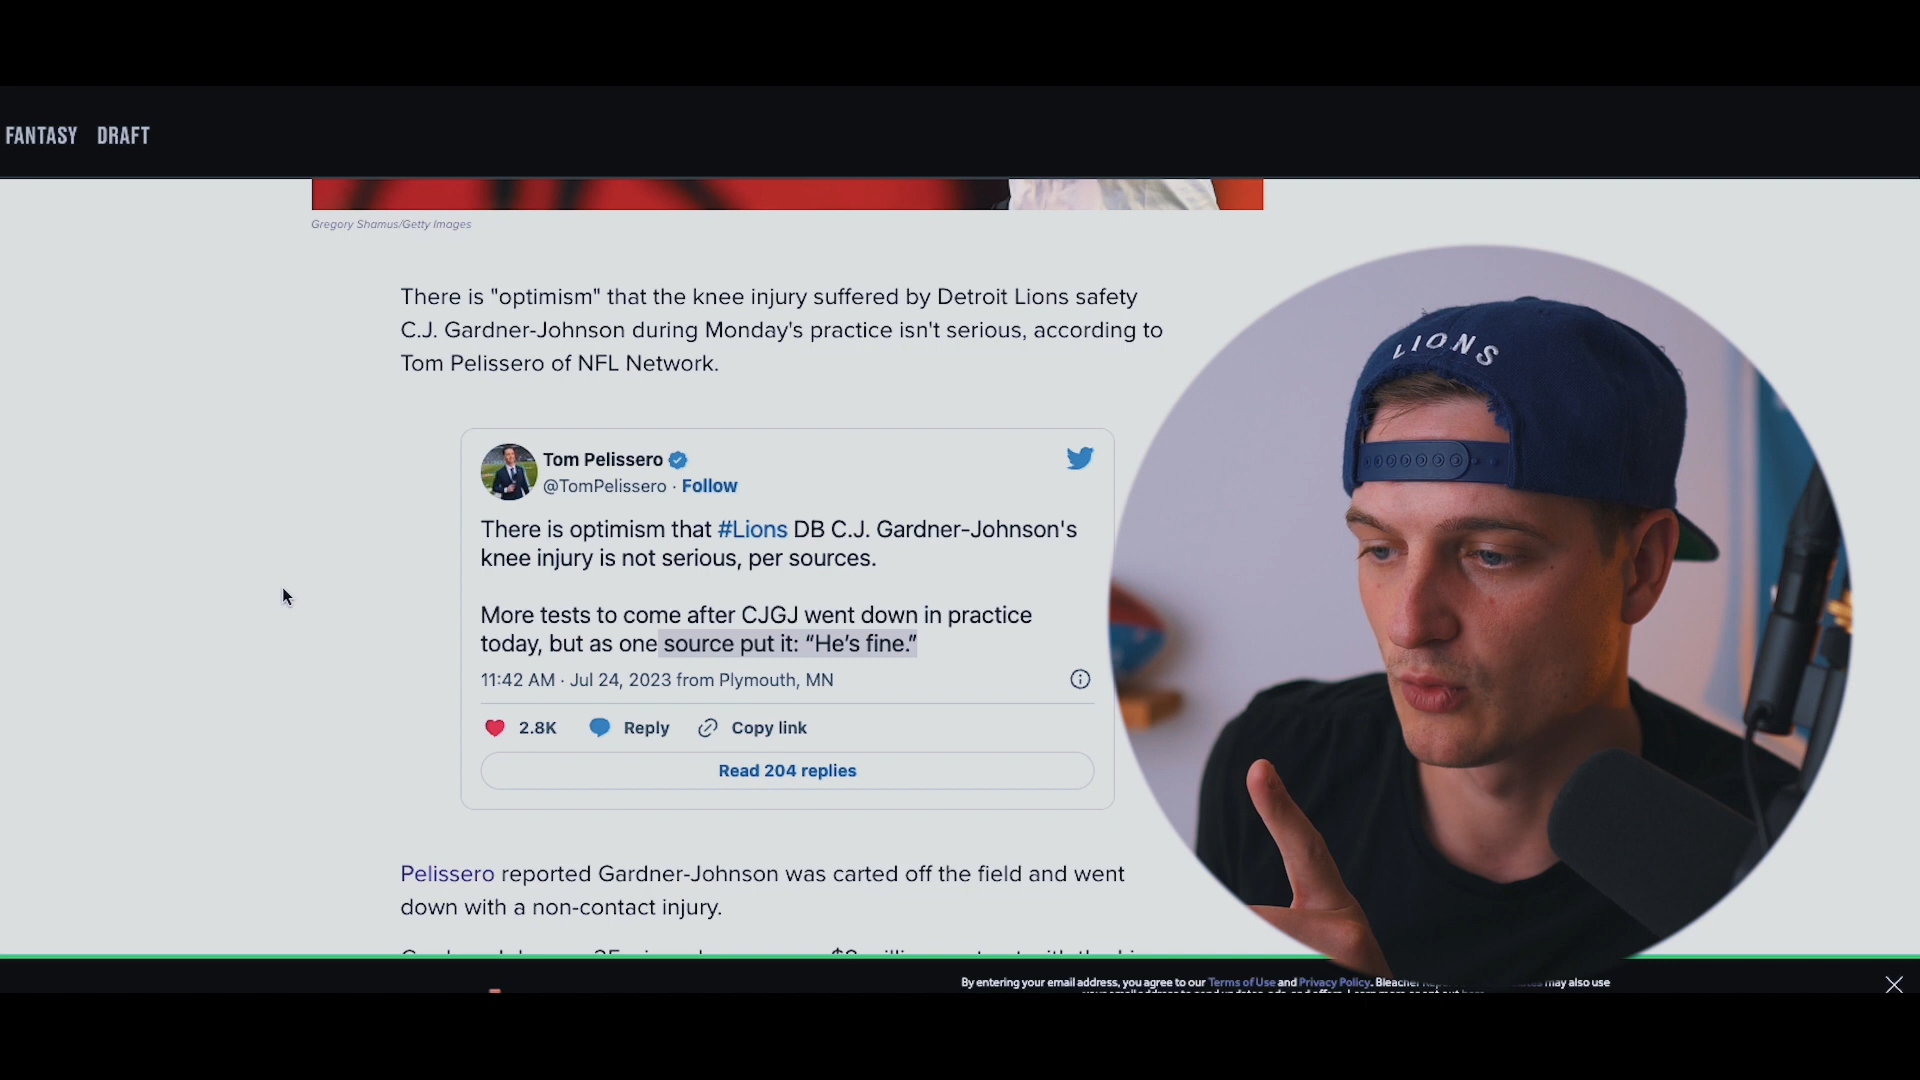 FANTASY DRAFT
Gregory Shamus/Getty Images
There is "optimism" that the knee injury suffered by Detroit Lions safety
C.J. Gardner-Johnson during Monday's practice isn't serious, according to
Tom Pelissero of NFL Network.
LIONS
Tom Pelissero
@TomPelissero · Follow
There is optimism that #Lions DB C.J. Gardner-Johnson's
knee injury is not serious, per sources.
More tests to come after CJGJ went down in practice
today, but as one source put it: “He’s fine.”
11:42 AM · Jul 24, 2023 from Plymouth, MN
2.8K Reply Copy link
Read 204 replies
Pelissero reported Gardner-Johnson was carted off the field and went
down with a non-contact injury.
By entering your email address, you agree to our Terms of Use and Privacy Policy. Bleacher may also use